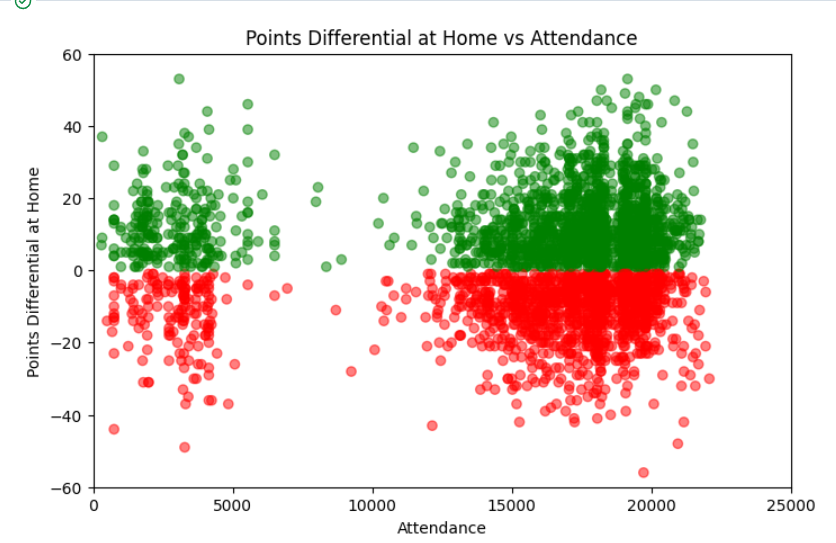 Points Differential at Home vs Attendance
Points Differential at Home
60
40
20
0
−20
−40
−60
0 5000 10000 15000 20000 25000
Attendance